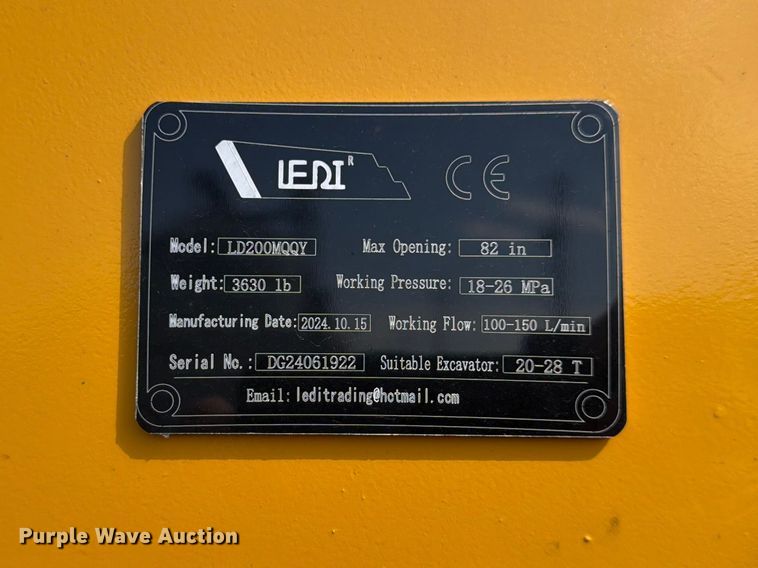 LEDI R CE
Model: LD200MQQY Max Opening: 82 in
Weight: 3630 lb Working Pressure: 18-26 MPa
Manufacturing Date: 2024.10.15 Working Flow: 100-150 L/min
Serial No.: DG24061922 Suitable Excavator: 20-28 T
Email: leditrading@hotmail.com
Purple Wave Auction